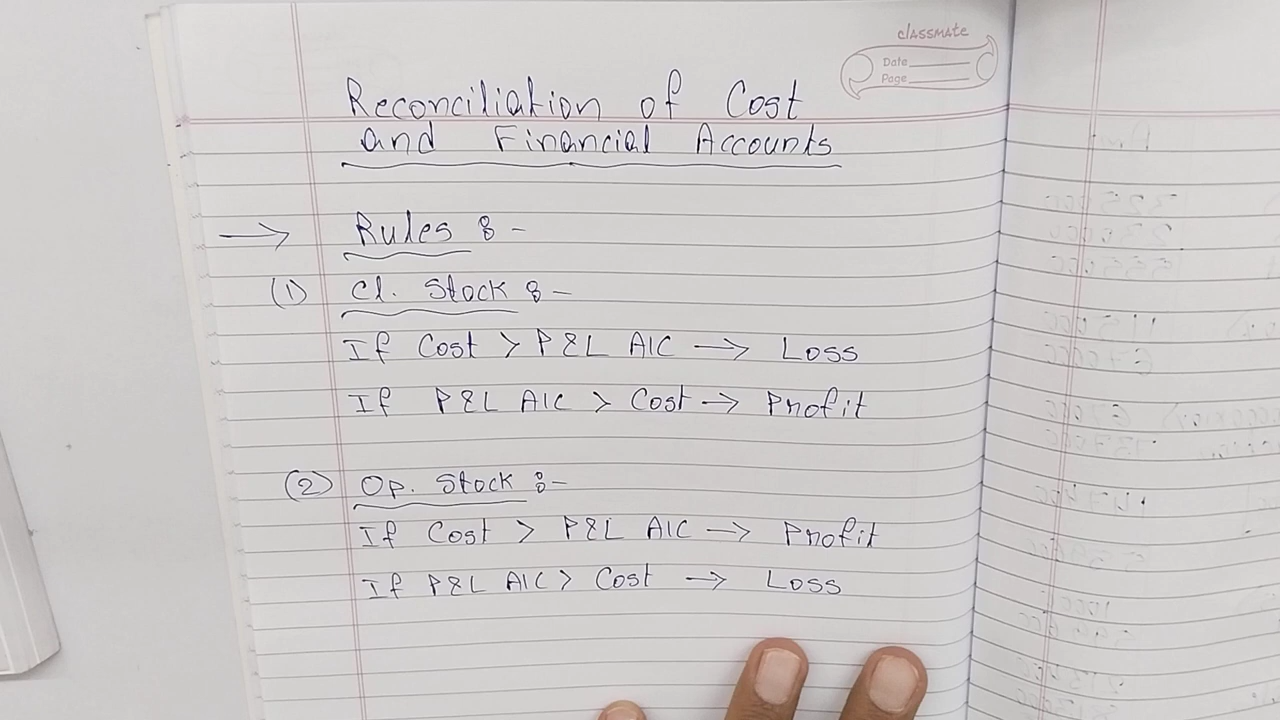 classmate
Date
Page
Reconciliation of Cost
and Financial Accounts
→ Rules :-
(1) Cl. Stock :-
If Cost > P&L A/C → Loss
If P&L A/C > Cost → Profit
(2) Op. Stock :-
If Cost > P&L A/C → Profit
If P&L A/C > Cost → Loss